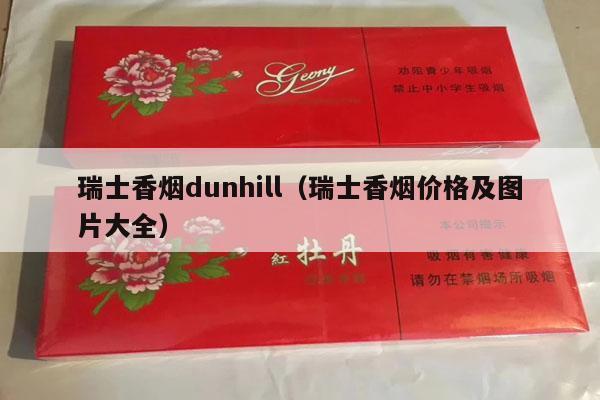 Geony
劝阻青少年吸烟
禁止中小学生吸烟
瑞士香烟dunhill（瑞士香烟价格及图
片大全）
本公司提示
紅 牡丹
吸烟有害健康
请勿在禁烟场所吸烟